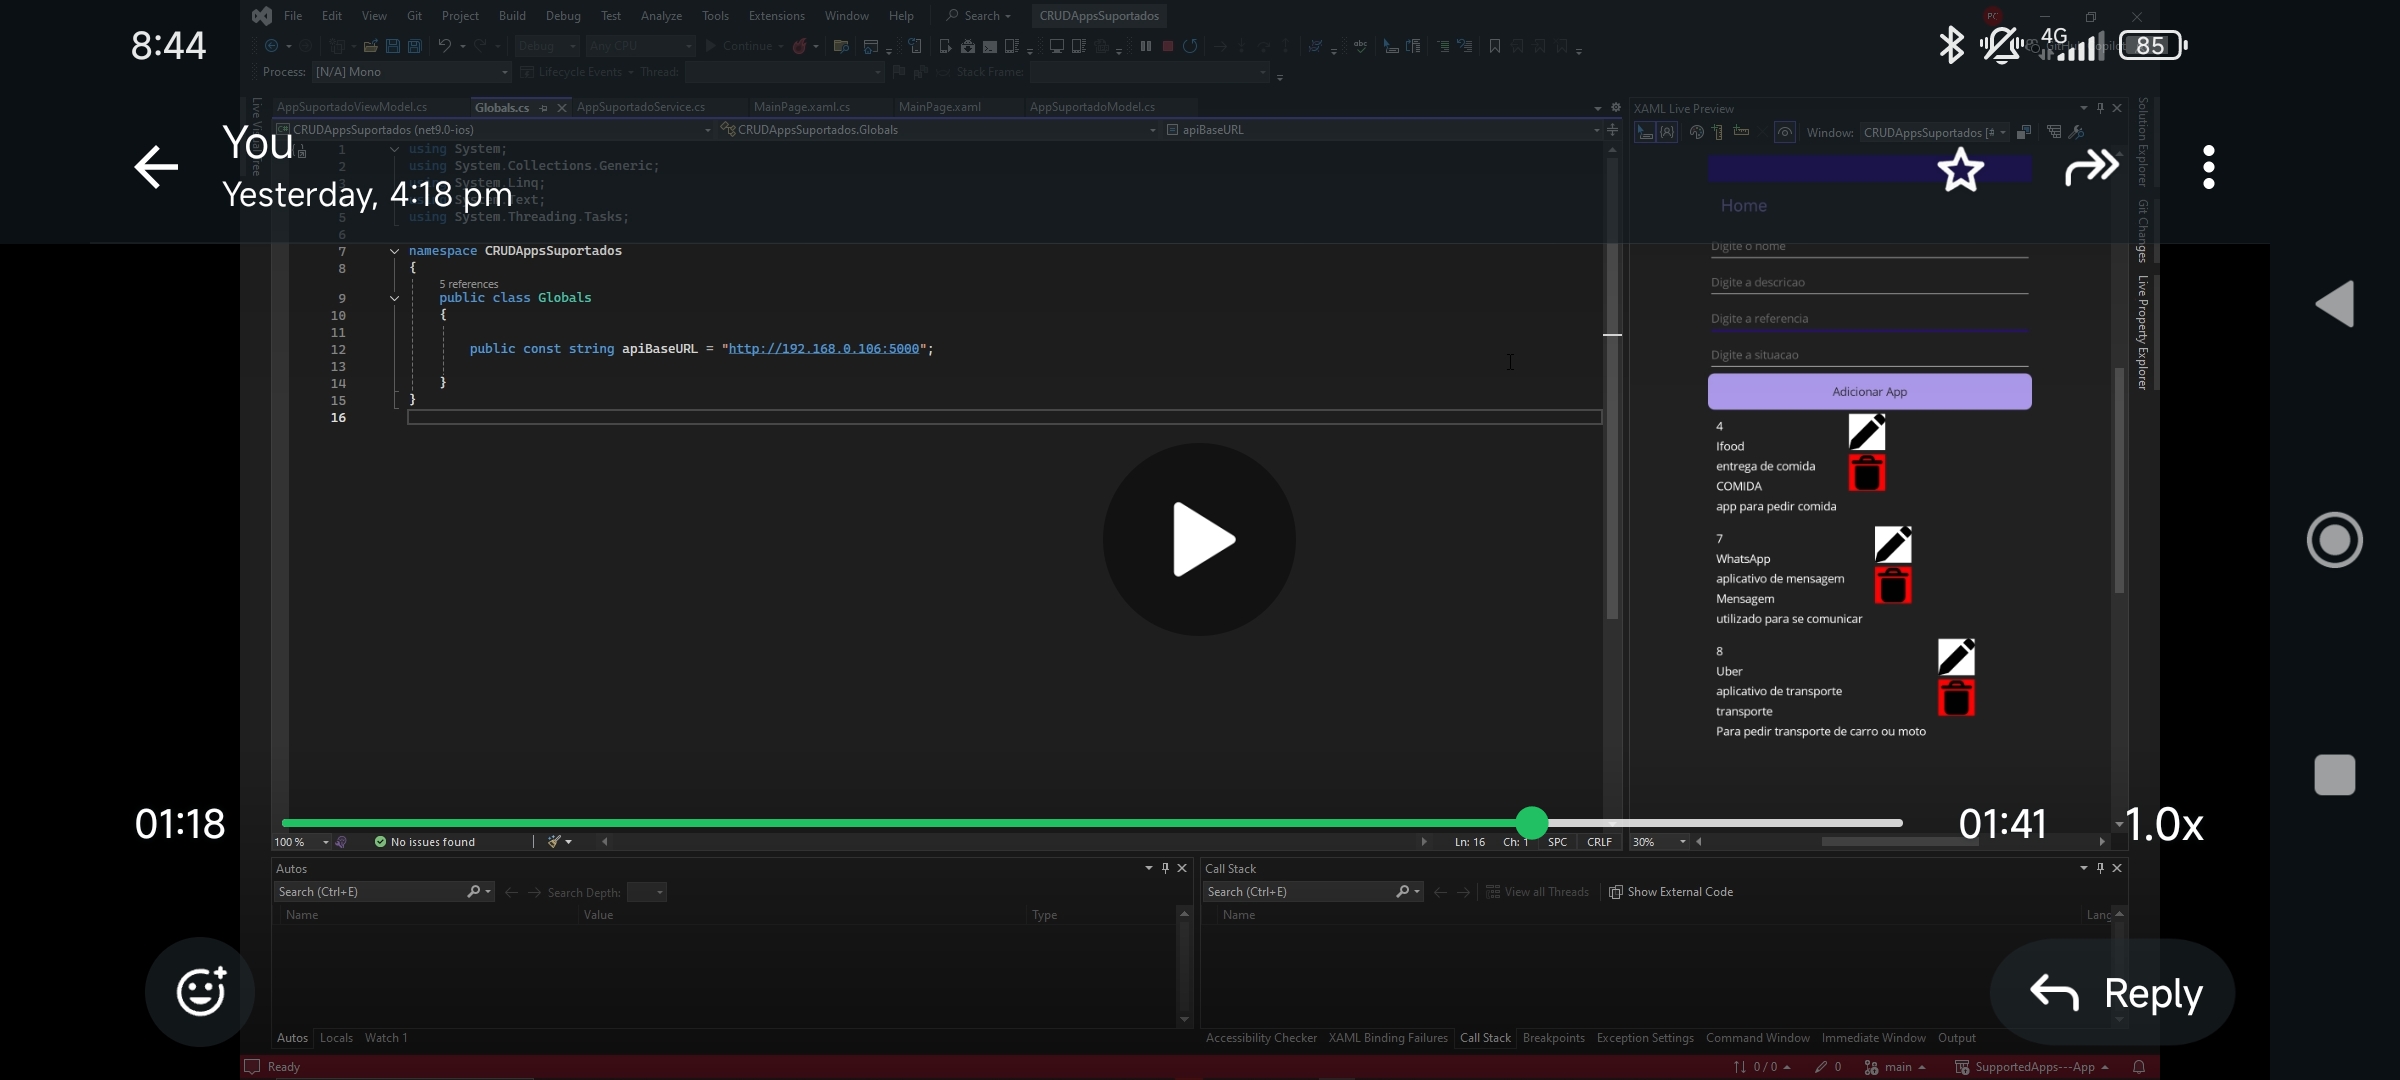 File Edit View Git Project Build Debug Test Analyze Tools Extensions Window Help Search CRUDAppsSuportados
8:44
4G
85
Debug Any CPU Continue
Process: [N/A] Mono Lifecycle Events Thread: Stack Frame:
AppSuportadoViewModel.cs Globals.cs AppSuportadoService.cs MainPage.xaml.cs MainPage.xaml AppSuportadoModel.cs
XAML Live Preview
CRUDAppsSuportados (net9.0-ios) CRUDAppsSuportados.Globals apiBaseURL
Window: CRUDAppsSuportados [#
You
Yesterday, 4:18 pm
1 using System;
2 using System.Collections.Generic;
System.Linq;
5 using System.Threading.Tasks;
6
7 namespace CRUDAppsSuportados
8 {
5 references
9 public class Globals
10 {
11
12 public const string apiBaseURL = "http://192.168.0.106:5000";
13
14 }
15 }
16
Home
Digite o nome
Digite a descricao
Digite a referencia
Digite a situacao
Adicionar App
4
Ifood
entrega de comida
COMIDA
app para pedir comida
7
WhatsApp
aplicativo de mensagem
Mensagem
utilizado para se comunicar
8
Uber
aplicativo de transporte
transporte
Para pedir transporte de carro ou moto
Solution Explorer
Git Changes
Live Property Explorer
01:18
01:41
1.0x
100 % No issues found Ln: 16 Ch: 1 SPC CRLF
30%
Autos
Search (Ctrl+E) Search Depth:
Name Value Type
Call Stack
Search (Ctrl+E) View all Threads Show External Code
Name Lang
Reply
Autos Locals Watch 1
Accessibility Checker XAML Binding Failures Call Stack Breakpoints Exception Settings Command Window Immediate Window Output
Ready
0 / 0 0 main SupportedApps---App